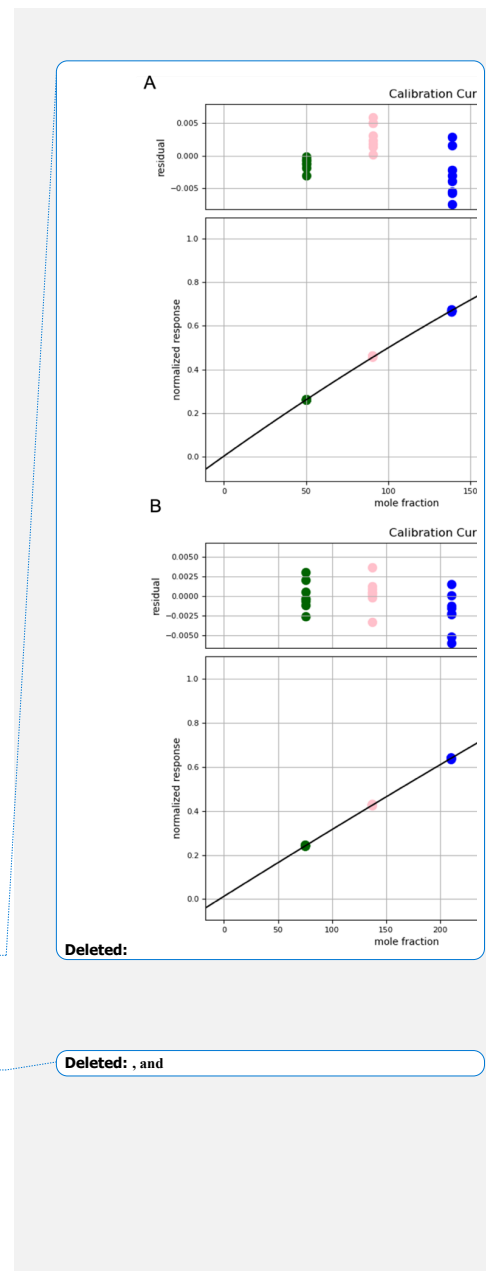 A
Calibration Cur
0.005
0.000
−0.005
residual
1.0
0.8
0.6
0.4
0.2
0.0
normalized response
0 50 100 150
mole fraction
B
Calibration Cur
0.0050
0.0025
0.0000
−0.0025
−0.0050
residual
1.0
0.8
0.6
0.4
0.2
0.0
normalized response
0 50 100 150 200
mole fraction
Deleted:
Deleted: , and